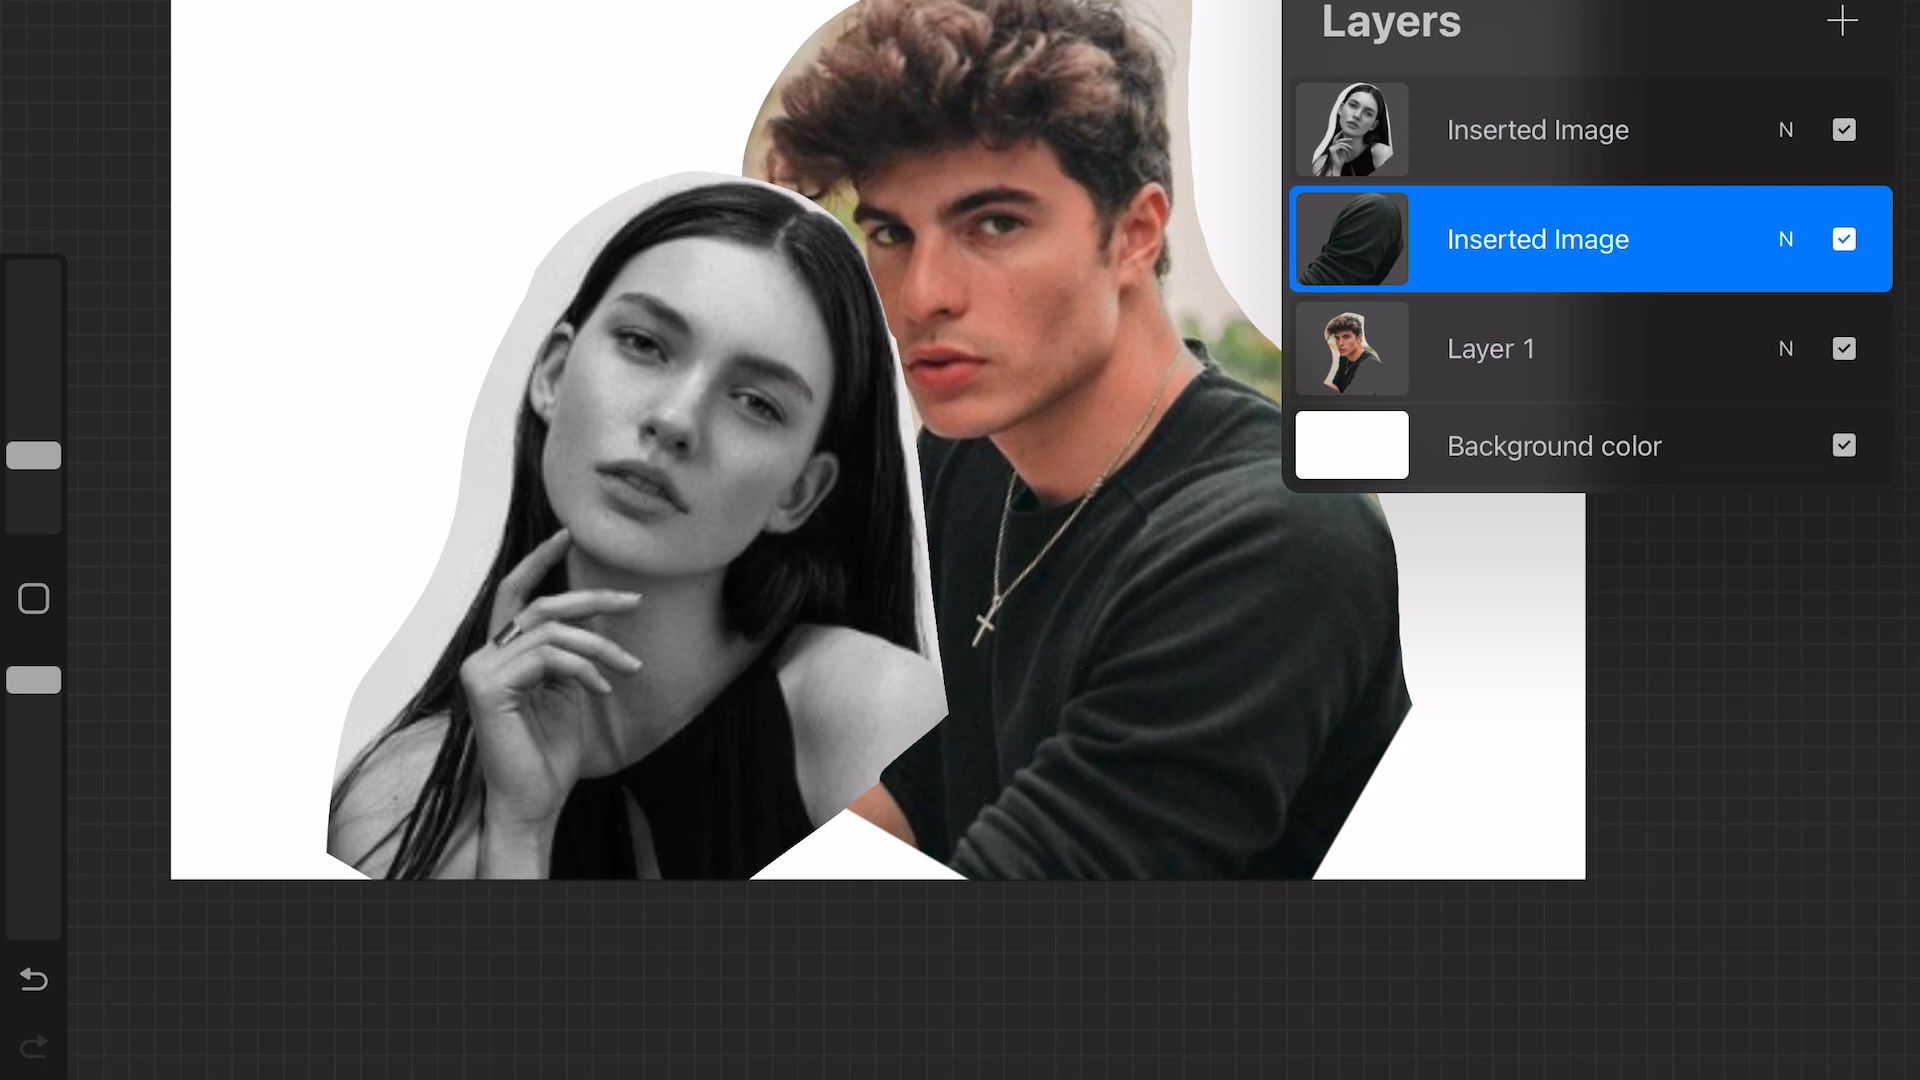 Layers
Inserted Image N
Inserted Image N
Layer 1 N
Background color